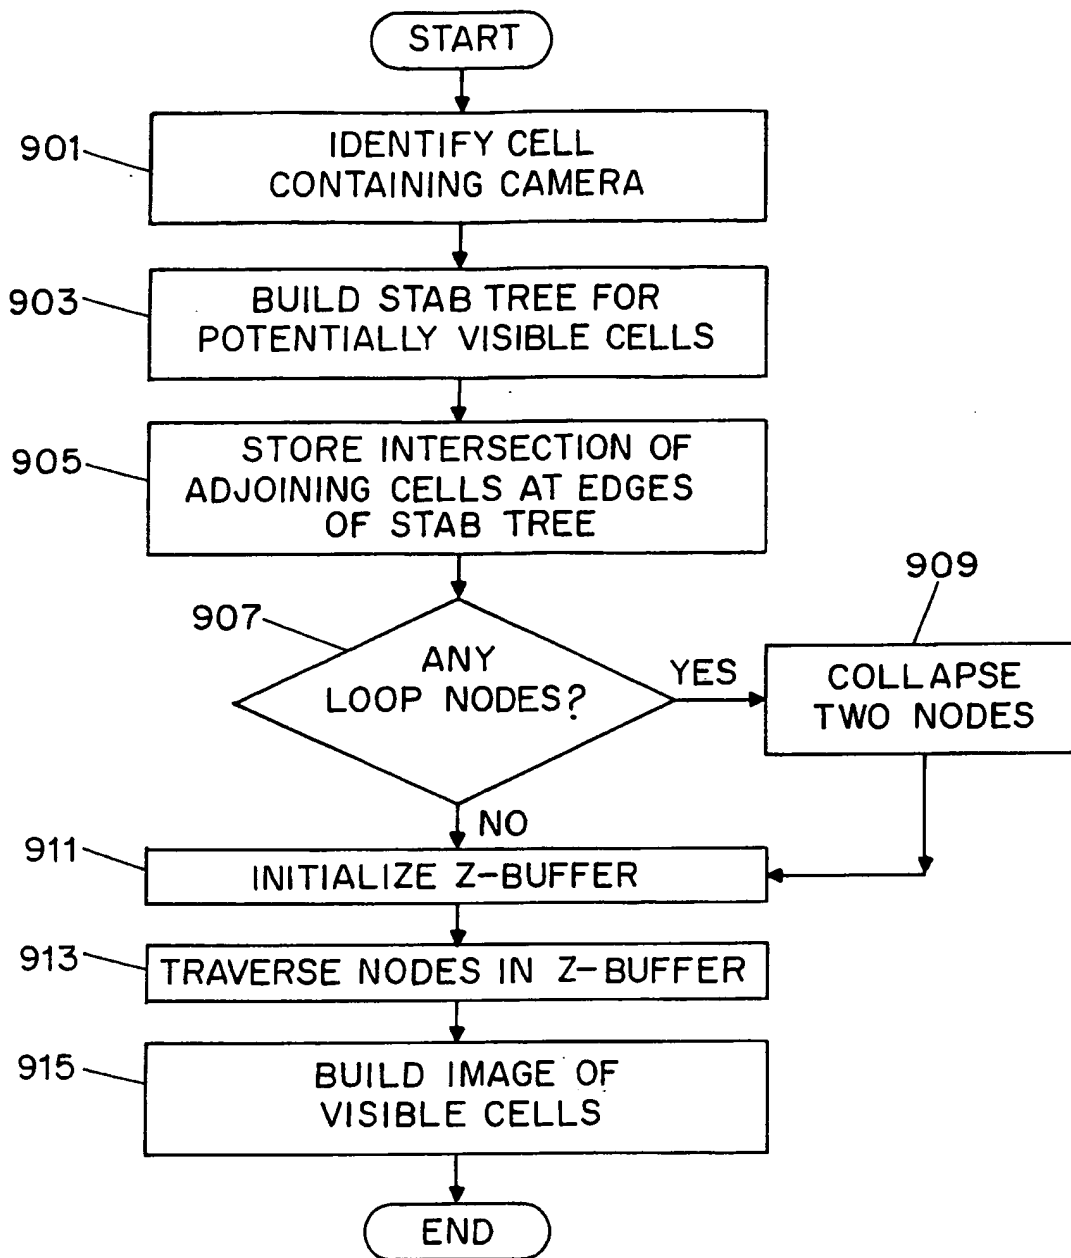 START
901
IDENTIFY CELL
CONTAINING CAMERA
903
BUILD STAB TREE FOR
POTENTIALLY VISIBLE CELLS
905
STORE INTERSECTION OF
ADJOINING CELLS AT EDGES
OF STAB TREE
907
ANY
LOOP NODES?
YES
909
COLLAPSE
TWO NODES
NO
911
INITIALIZE Z-BUFFER
913
TRAVERSE NODES IN Z-BUFFER
915
BUILD IMAGE OF
VISIBLE CELLS
END